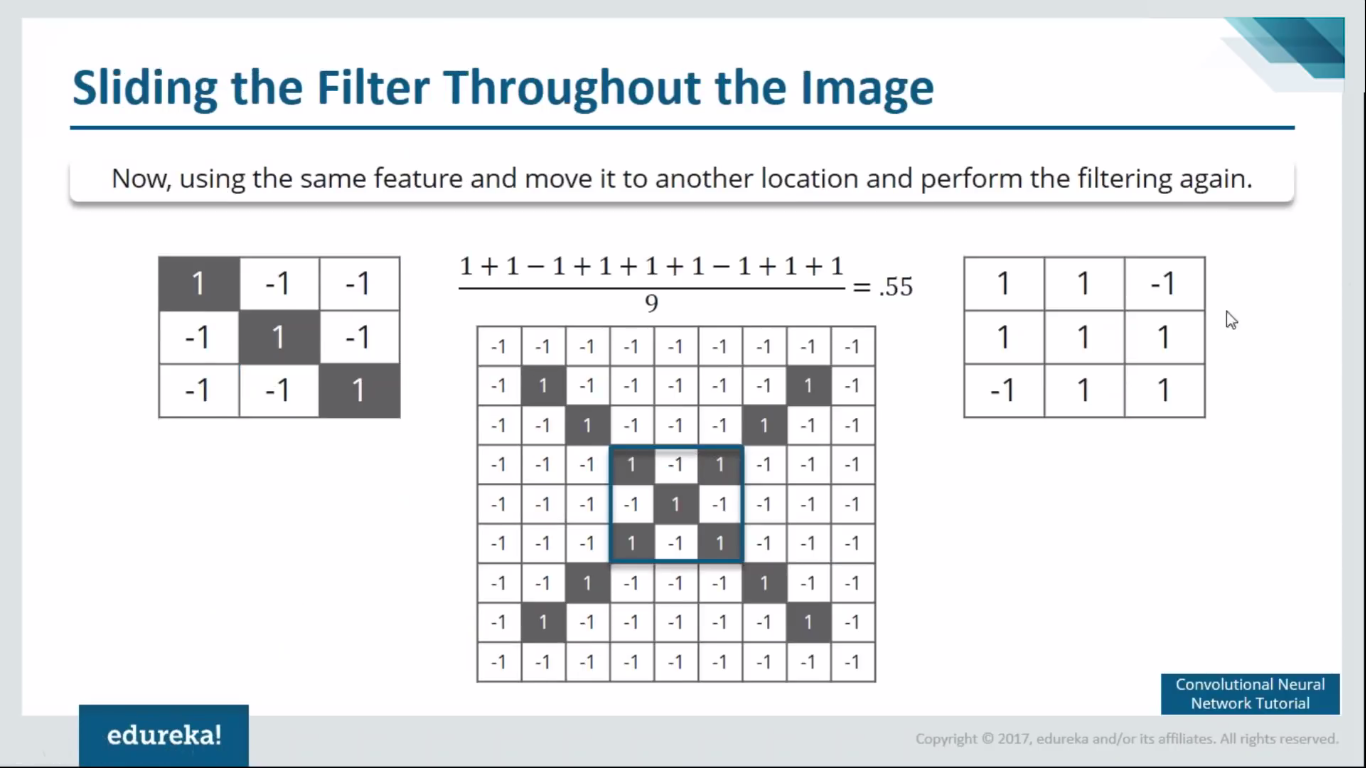 Sliding the Filter Throughout the Image
Now, using the same feature and move it to another location and perform the filtering again.
1 -1 -1
-1 1 -1
-1 -1 1
1 + 1 − 1 + 1 + 1 + 1 − 1 + 1 + 1
9
= .55
1 1 -1
1 1 1
-1 1 1
-1 -1 -1 -1 -1 -1 -1 -1 -1
-1 1 -1 -1 -1 -1 -1 1 -1
-1 -1 1 -1 -1 -1 1 -1 -1
-1 -1 -1 1 -1 1 -1 -1 -1
-1 -1 -1 -1 1 -1 -1 -1 -1
-1 -1 -1 1 -1 1 -1 -1 -1
-1 -1 1 -1 -1 -1 1 -1 -1
-1 1 -1 -1 -1 -1 -1 1 -1
-1 -1 -1 -1 -1 -1 -1 -1 -1
Convolutional Neural
Network Tutorial
edureka!
Copyright © 2017, edureka and/or its affiliates. All rights reserved.